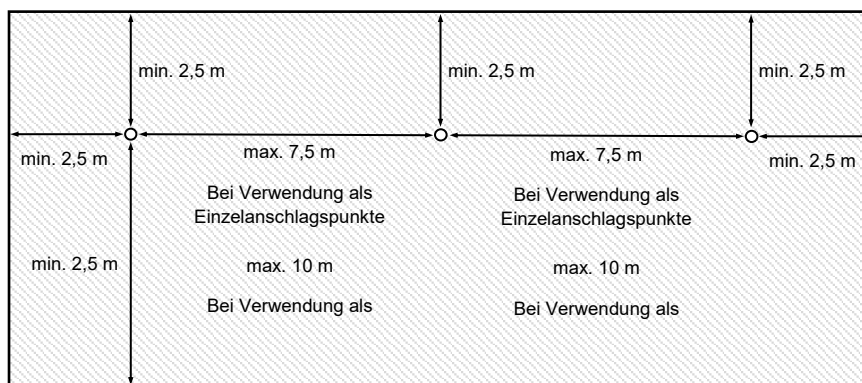 min. 2,5 m
min. 2,5 m
min. 2,5 m
min. 2,5 m
max. 7,5 m
max. 7,5 m
min. 2,5 m
Bei Verwendung als
Einzelanschlagspunkte
Bei Verwendung als
Einzelanschlagspunkte
min. 2,5 m
max. 10 m
max. 10 m
Bei Verwendung als
Bei Verwendung als